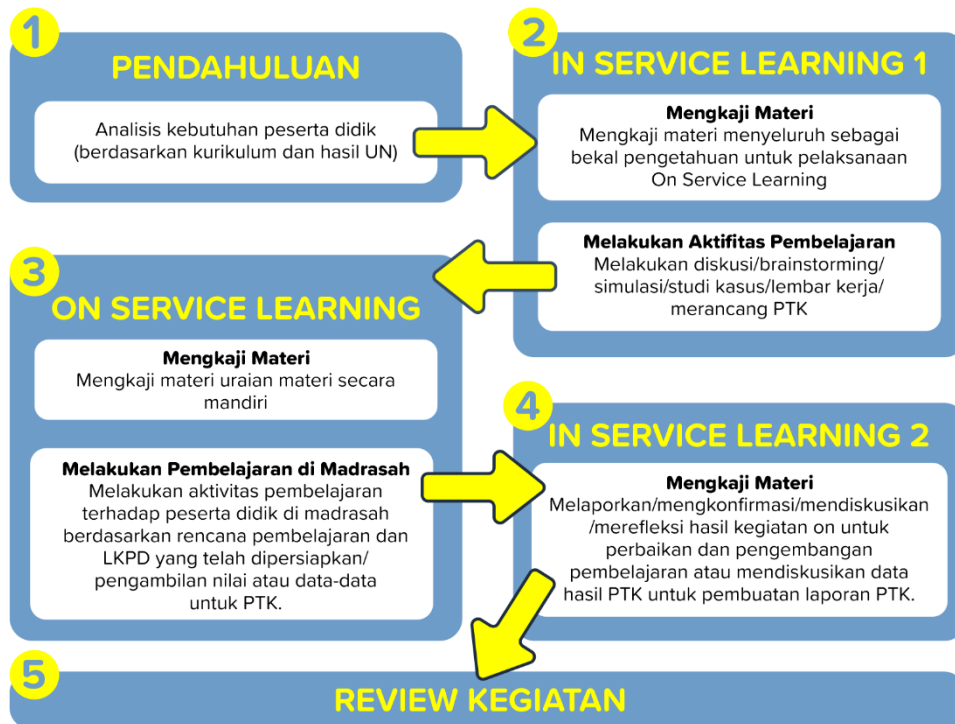 1
PENDAHULUAN
Analisis kebutuhan peserta didik
(berdasarkan kurikulum dan hasil UN)
2
IN SERVICE LEARNING 1
Mengkaji Materi
Mengkaji materi menyeluruh sebagai
bekal pengetahuan untuk pelaksanaan
On Service Learning
Melakukan Aktifitas Pembelajaran
Melakukan diskusi/brainstorming/
simulasi/studi kasus/lembar kerja/
merancang PTK
3
ON SERVICE LEARNING
Mengkaji Materi
Mengkaji materi uraian materi secara
mandiri
Melakukan Pembelajaran di Madrasah
Melakukan aktivitas pembelajaran
terhadap peserta didik di madrasah
berdasarkan rencana pembelajaran dan
LKPD yang telah dipersiapkan/
pengambilan nilai atau data-data
untuk PTK.
4
IN SERVICE LEARNING 2
Mengkaji Materi
Melaporkan/mengkonfirmasi/mendiskusikan
/merefleksi hasil kegiatan on untuk
perbaikan dan pengembangan
pembelajaran atau mendiskusikan data
hasil PTK untuk pembuatan laporan PTK.
5
REVIEW KEGIATAN